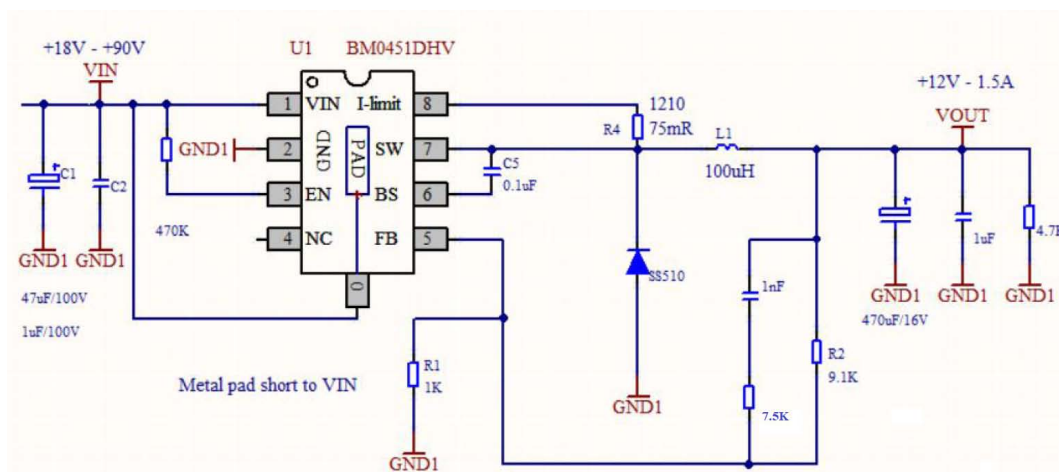 +18V - +90V
VIN
U1 BM0451DHV
1 VIN I-limit 8
GND1 2 GND PAD SW 7
3 EN BS 6
4 NC FB 5
0
C1
C2
GND1 GND1
470K
47uF/100V
1uF/100V
Metal pad short to VIN
R1
1K
GND1
C5
0.1uF
1210
R4 75mR
L1
100uH
SS510
GND1
1nF
7.5K
R2
9.1K
+12V - 1.5A
VOUT
1uF
GND1 GND1 GND1
470uF/16V